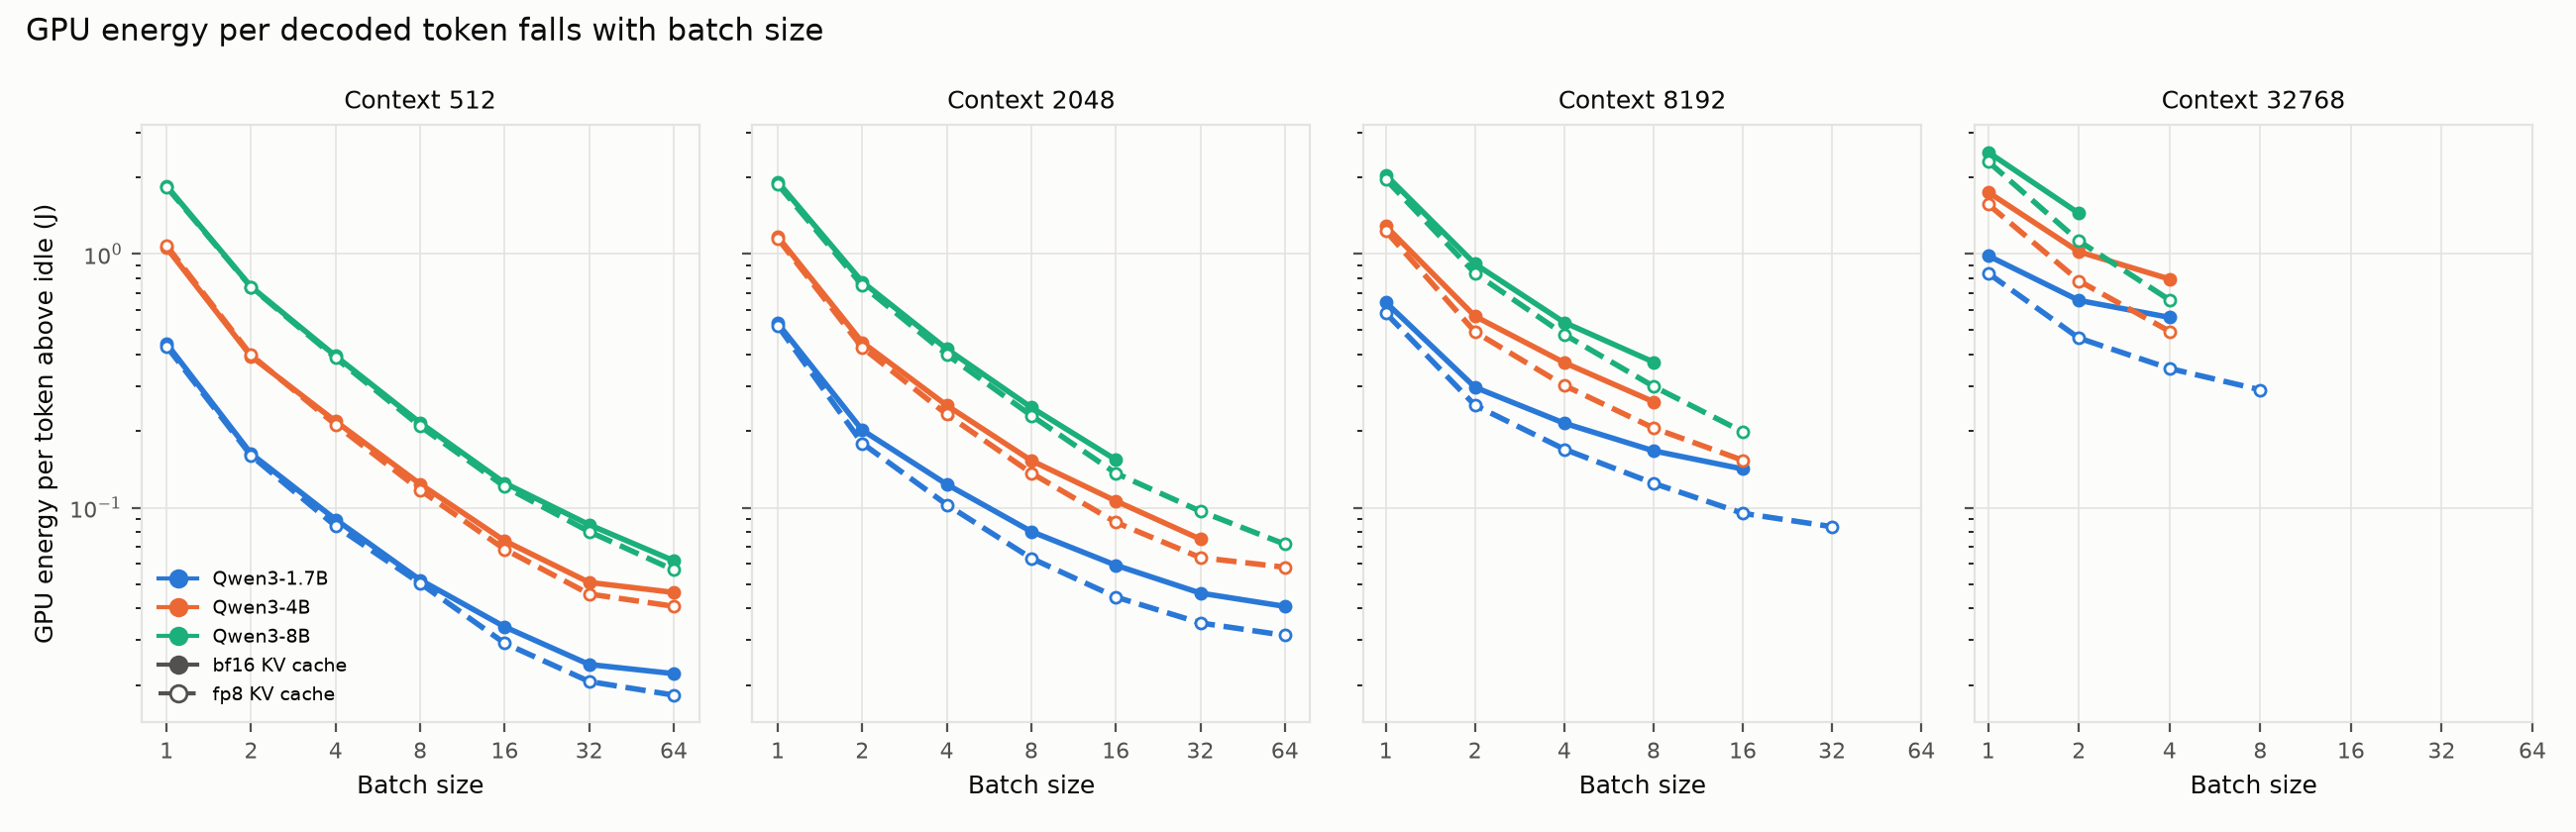 GPU energy per decoded token falls with batch size
Context 512
Context 2048
Context 8192
Context 32768
GPU energy per token above idle (J)
10⁰
10⁻¹
Qwen3-1.7B
Qwen3-4B
Qwen3-8B
bf16 KV cache
fp8 KV cache
1 2 4 8 16 32 64
1 2 4 8 16 32 64
1 2 4 8 16 32 64
1 2 4 8 16 32 64
Batch size
Batch size
Batch size
Batch size